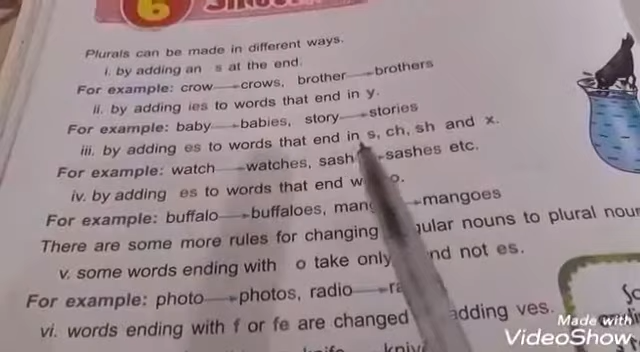 6
Plurals can be made in different ways.
i. by adding an s at the end.
For example: crow crows, brother brothers
ii. by adding ies to words that end in y.
For example: baby babies, story stories
iii. by adding es to words that end in s, ch, sh and x.
For example: watch watches, sash sashes etc.
iv. by adding es to words that end o.
For example: buffalo buffaloes, mangoes
There are some more rules for changing nouns to plural
v. some words ending with o take only not es.
For example: photo photos, radio
vi. words ending with f or fe are changed adding ves.
Made with
VideoShow